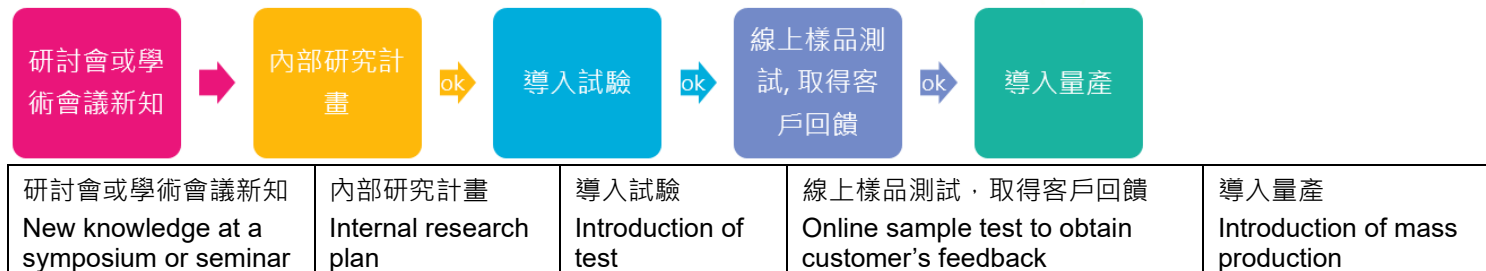 研討會或學
術會議新知
內部研究計
畫
ok
導入試驗
ok
線上樣品測
試, 取得客
戶回饋
ok
導入量產
研討會或學術會議新知
New knowledge at a
symposium or seminar
內部研究計畫
Internal research
plan
導入試驗
Introduction of
test
線上樣品測試，取得客戶回饋
Online sample test to obtain
customer’s feedback
導入量產
Introduction of mass
production